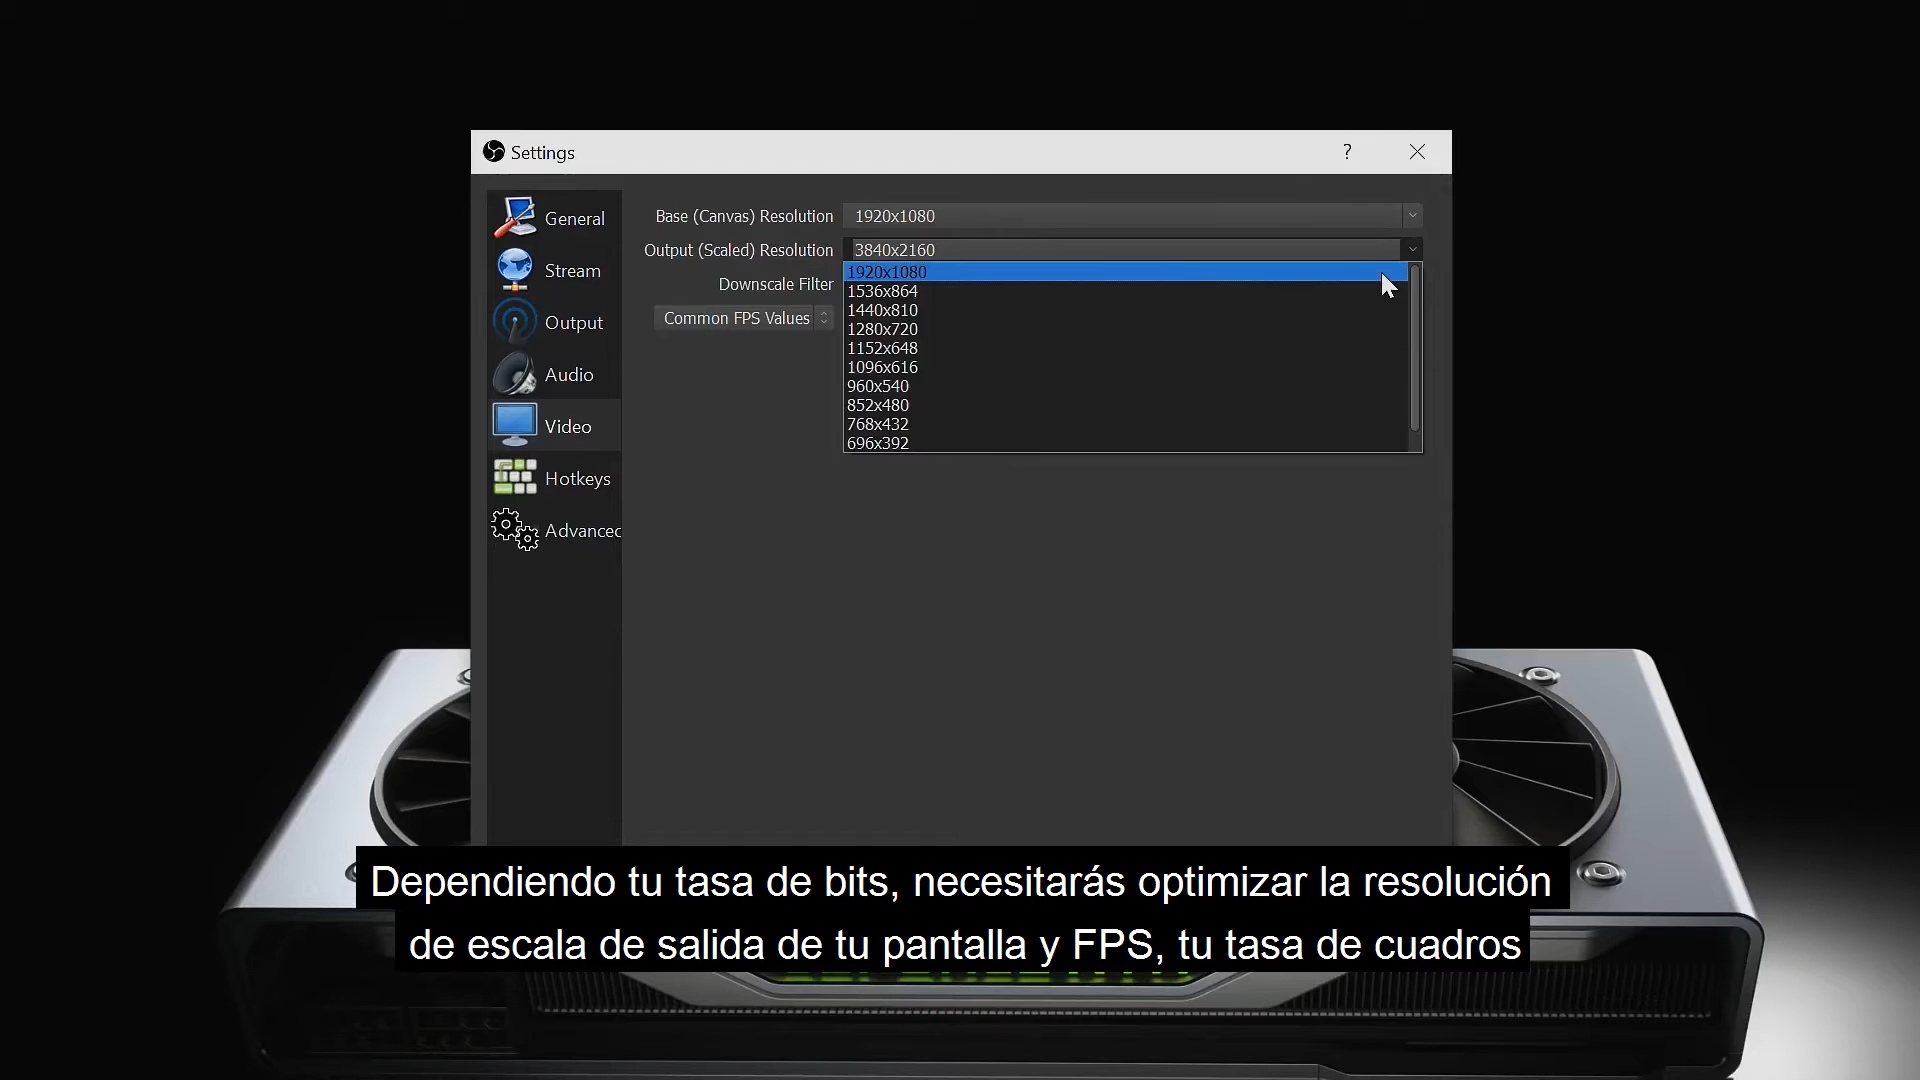 Settings
?
General
Stream
Output
Audio
Video
Hotkeys
Advanced
Base (Canvas) Resolution 1920x1080
Output (Scaled) Resolution 3840x2160
Downscale Filter
Common FPS Values
1920x1080
1536x864
1440x810
1280x720
1152x648
1096x616
960x540
852x480
768x432
696x392
Dependiendo tu tasa de bits, necesitarás optimizar la resolución
de escala de salida de tu pantalla y FPS, tu tasa de cuadros